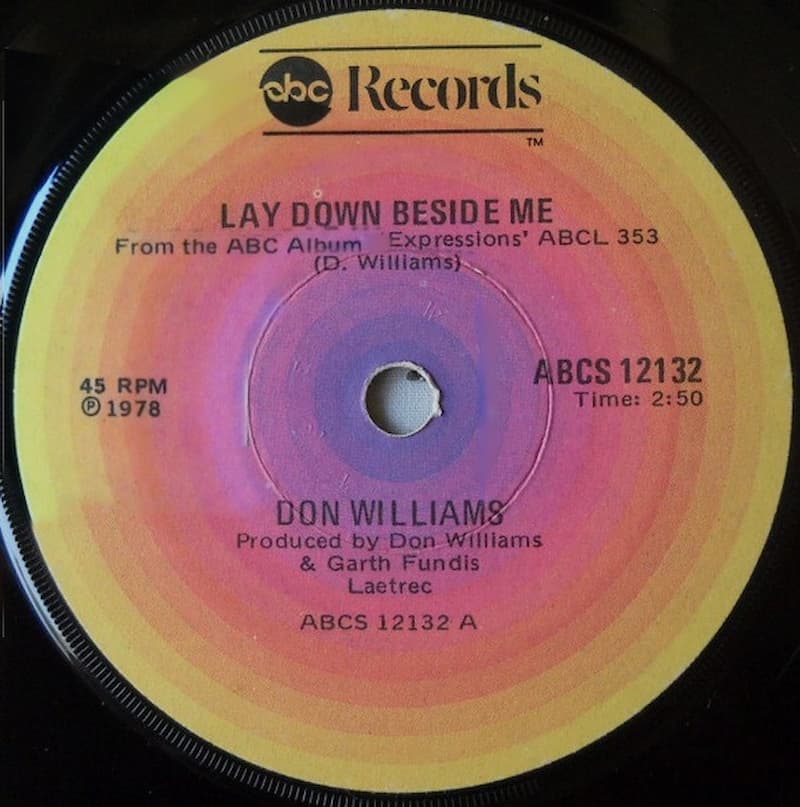 abc Records
TM
LAY DOWN BESIDE ME
From the ABC Album 'Expressions' ABCL 353
(D. Williams)
45 RPM
℗ 1978
ABCS 12132
Time: 2:50
DON WILLIAMS
Produced by Don Williams
& Garth Fundis
Laetrec
ABCS 12132 A